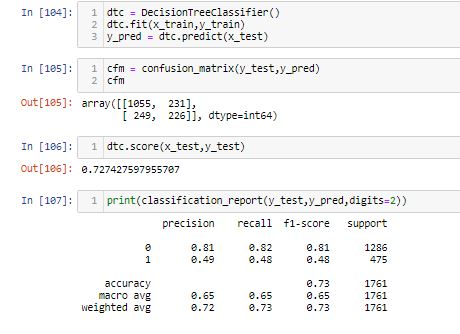 In [104]: 1 dtc = DecisionTreeClassifier()
2 dtc.fit(x_train,y_train)
3 y_pred = dtc.predict(x_test)
In [105]: 1 cfm = confusion_matrix(y_test,y_pred)
2 cfm
Out[105]: array([[1055, 231],
[ 249, 226]], dtype=int64)
In [106]: 1 dtc.score(x_test,y_test)
Out[106]: 0.727427597955707
In [107]: 1 print(classification_report(y_test,y_pred,digits=2))
precision recall f1-score support
0 0.81 0.82 0.81 1286
1 0.49 0.48 0.48 475
accuracy 0.73 1761
macro avg 0.65 0.65 0.65 1761
weighted avg 0.72 0.73 0.73 1761